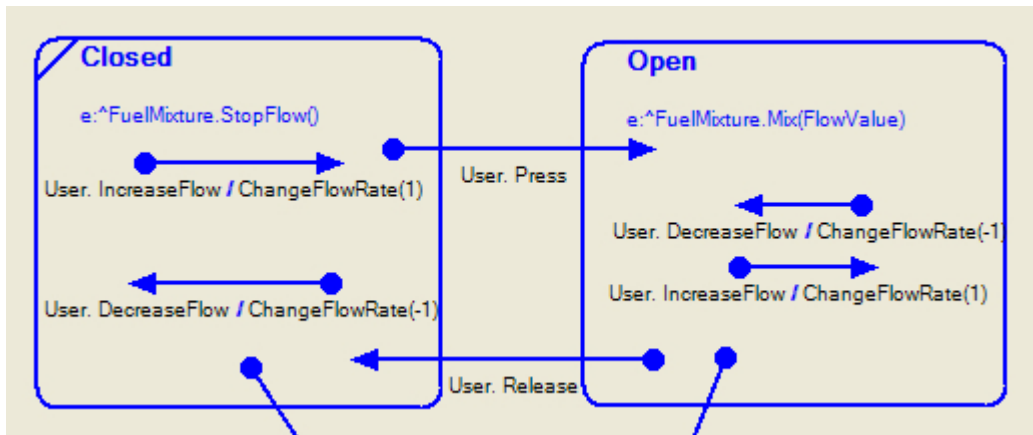 Closed
e:^FuelMixture.StopFlow()
User. IncreaseFlow / ChangeFlowRate(1)
User. DecreaseFlow / ChangeFlowRate(-1)
User. Press
User. Release
Open
e:^FuelMixture.Mix(FlowValue)
User. DecreaseFlow / ChangeFlowRate(-1)
User. IncreaseFlow / ChangeFlowRate(1)